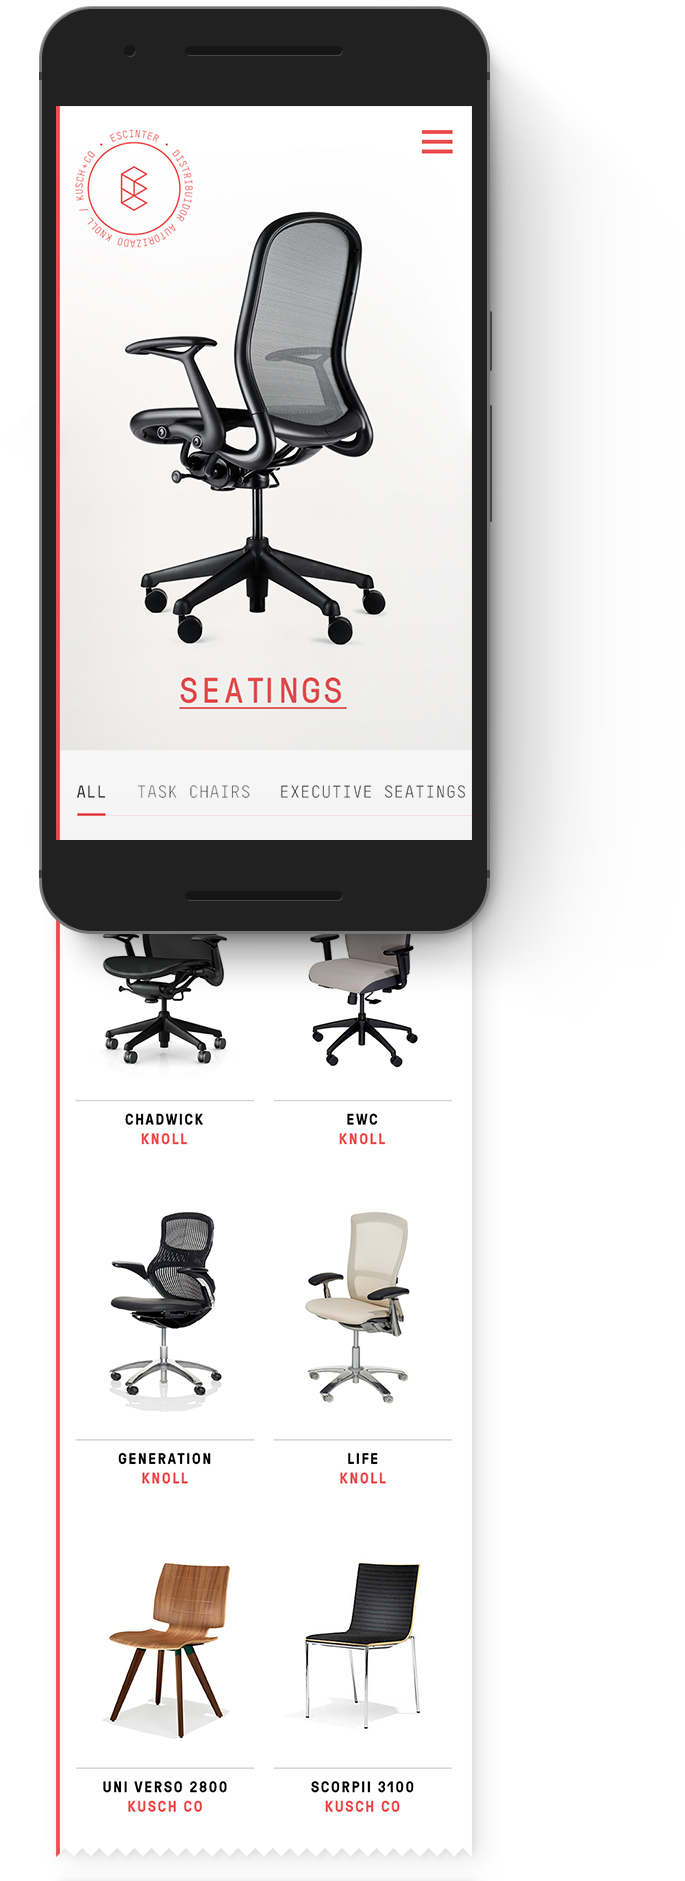 • ESCINTER • DISTRIBUIDOR AUTORIZADO KNOLL / KUSCH+CO
SEATINGS
ALL TASK CHAIRS EXECUTIVE SEATINGS
CHADWICK EWC
KNOLL KNOLL
GENERATION LIFE
KNOLL KNOLL
UNI VERSO 2800 SCORPII 3100
KUSCH CO KUSCH CO